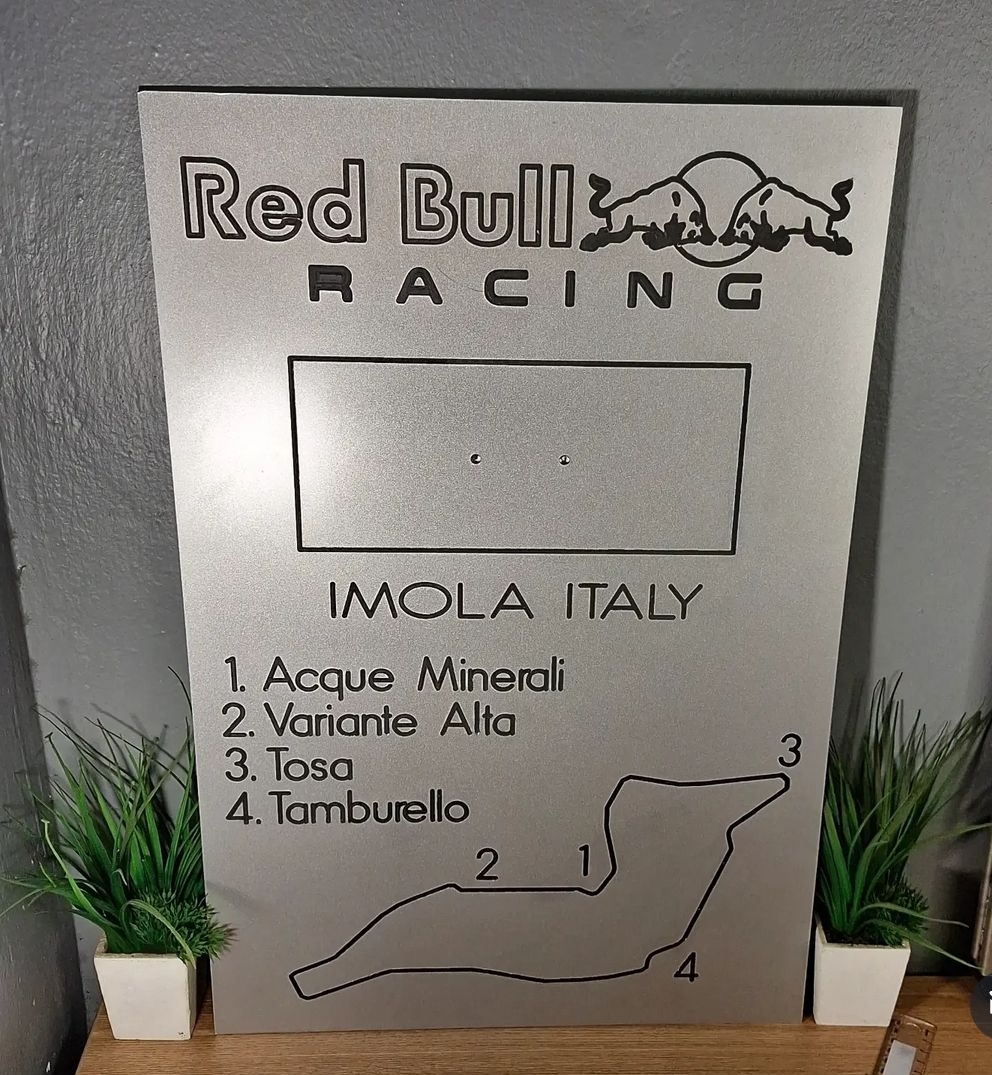 Red Bull
RACING
IMOLA ITALY
1. Acque Minerali
2. Variante Alta
3. Tosa
4. Tamburello
3
2
1
4